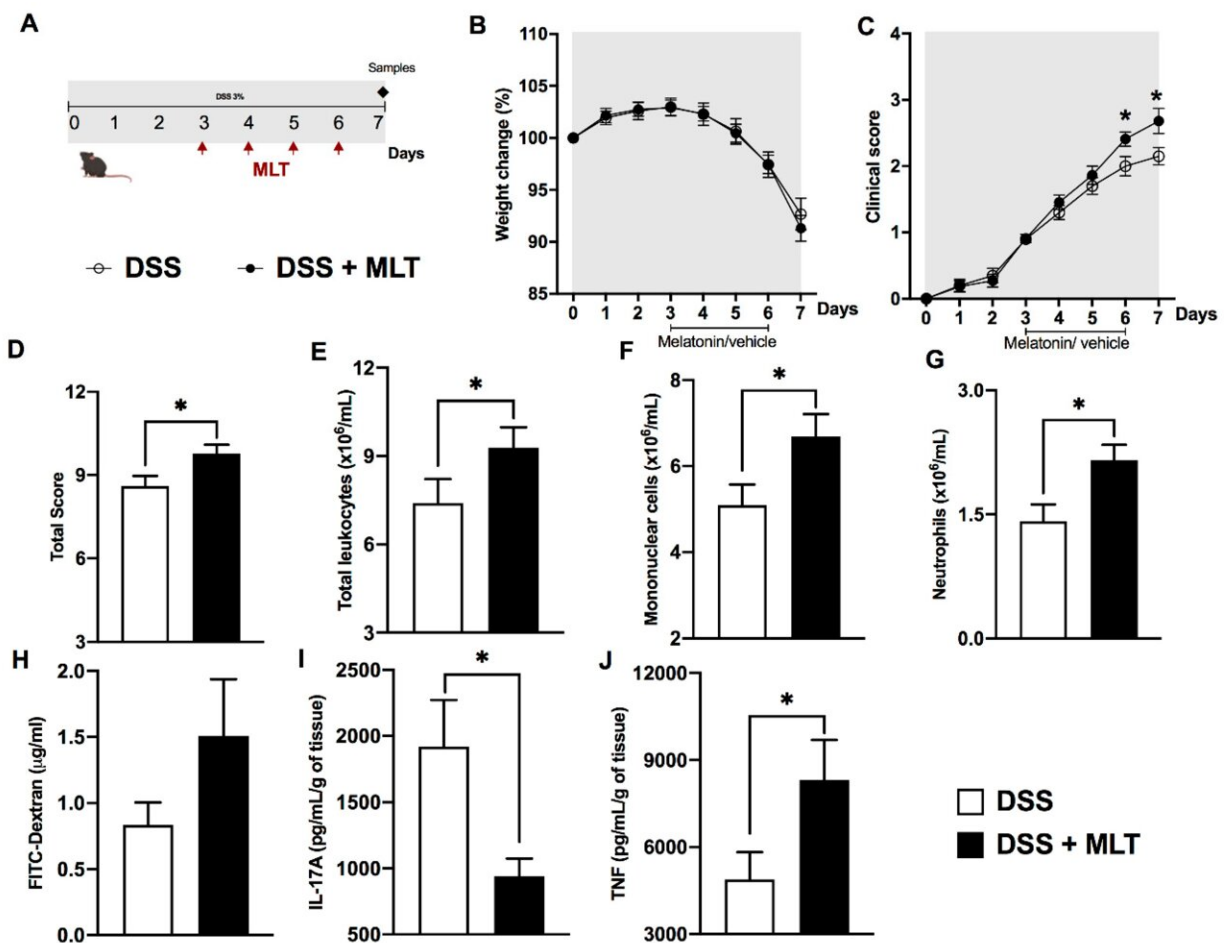 A
Samples
DSS 3%
0 1 2 3 4 5 6 7
Days
MLT
DSS
DSS + MLT
B
Weight change (%)
110
105
100
95
90
85
0 1 2 3 4 5 6 7 Days
Melatonin/vehicle
C
Clinical score
4
3
2
1
0
* *
0 1 2 3 4 5 6 7 Days
Melatonin/ vehicle
D
Total Score
12
9
6
3
*
E
Total leukocytes (x10⁶/mL)
12
9
6
3
*
F
Mononuclear cells (x10⁶/mL)
8
6
4
2
*
G
Neutrophils (x10⁶/mL)
3.0
1.5
0.0
*
H
FITC-Dextran (µg/ml)
2.0
1.5
1.0
0.5
0.0
I
IL-17A (pg/mL/g of tissue)
2500
2000
1500
1000
500
*
J
TNF (pg/mL/g of tissue)
12000
9000
6000
3000
*
DSS
DSS + MLT